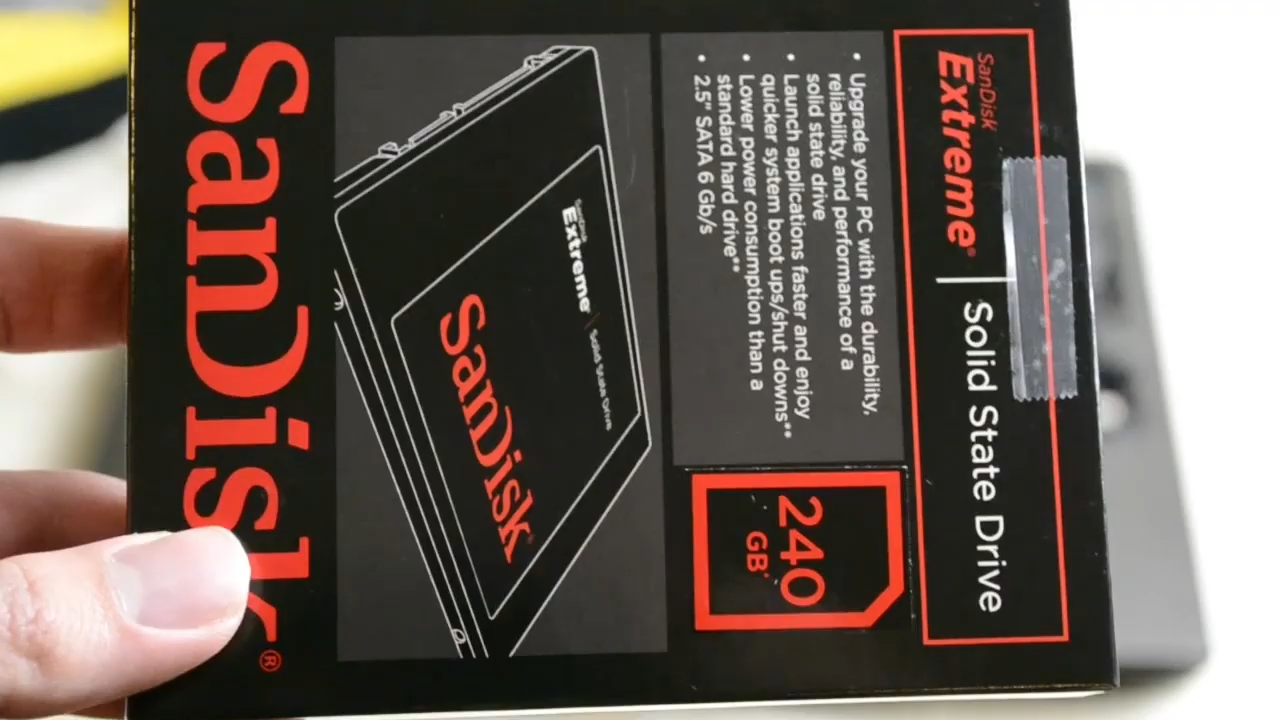 SanDisk
Extreme® | Solid State Drive
• Upgrade your PC with the durability,
reliability, and performance of a
solid state drive
• Launch applications faster and enjoy
quicker system boot ups/shut downs**
• Lower power consumption than a
standard hard drive**
• 2.5" SATA 6 Gb/s
240
GB*
SanDisk
Extreme® \ Solid State Drive
SanDisk®
SanDisk®